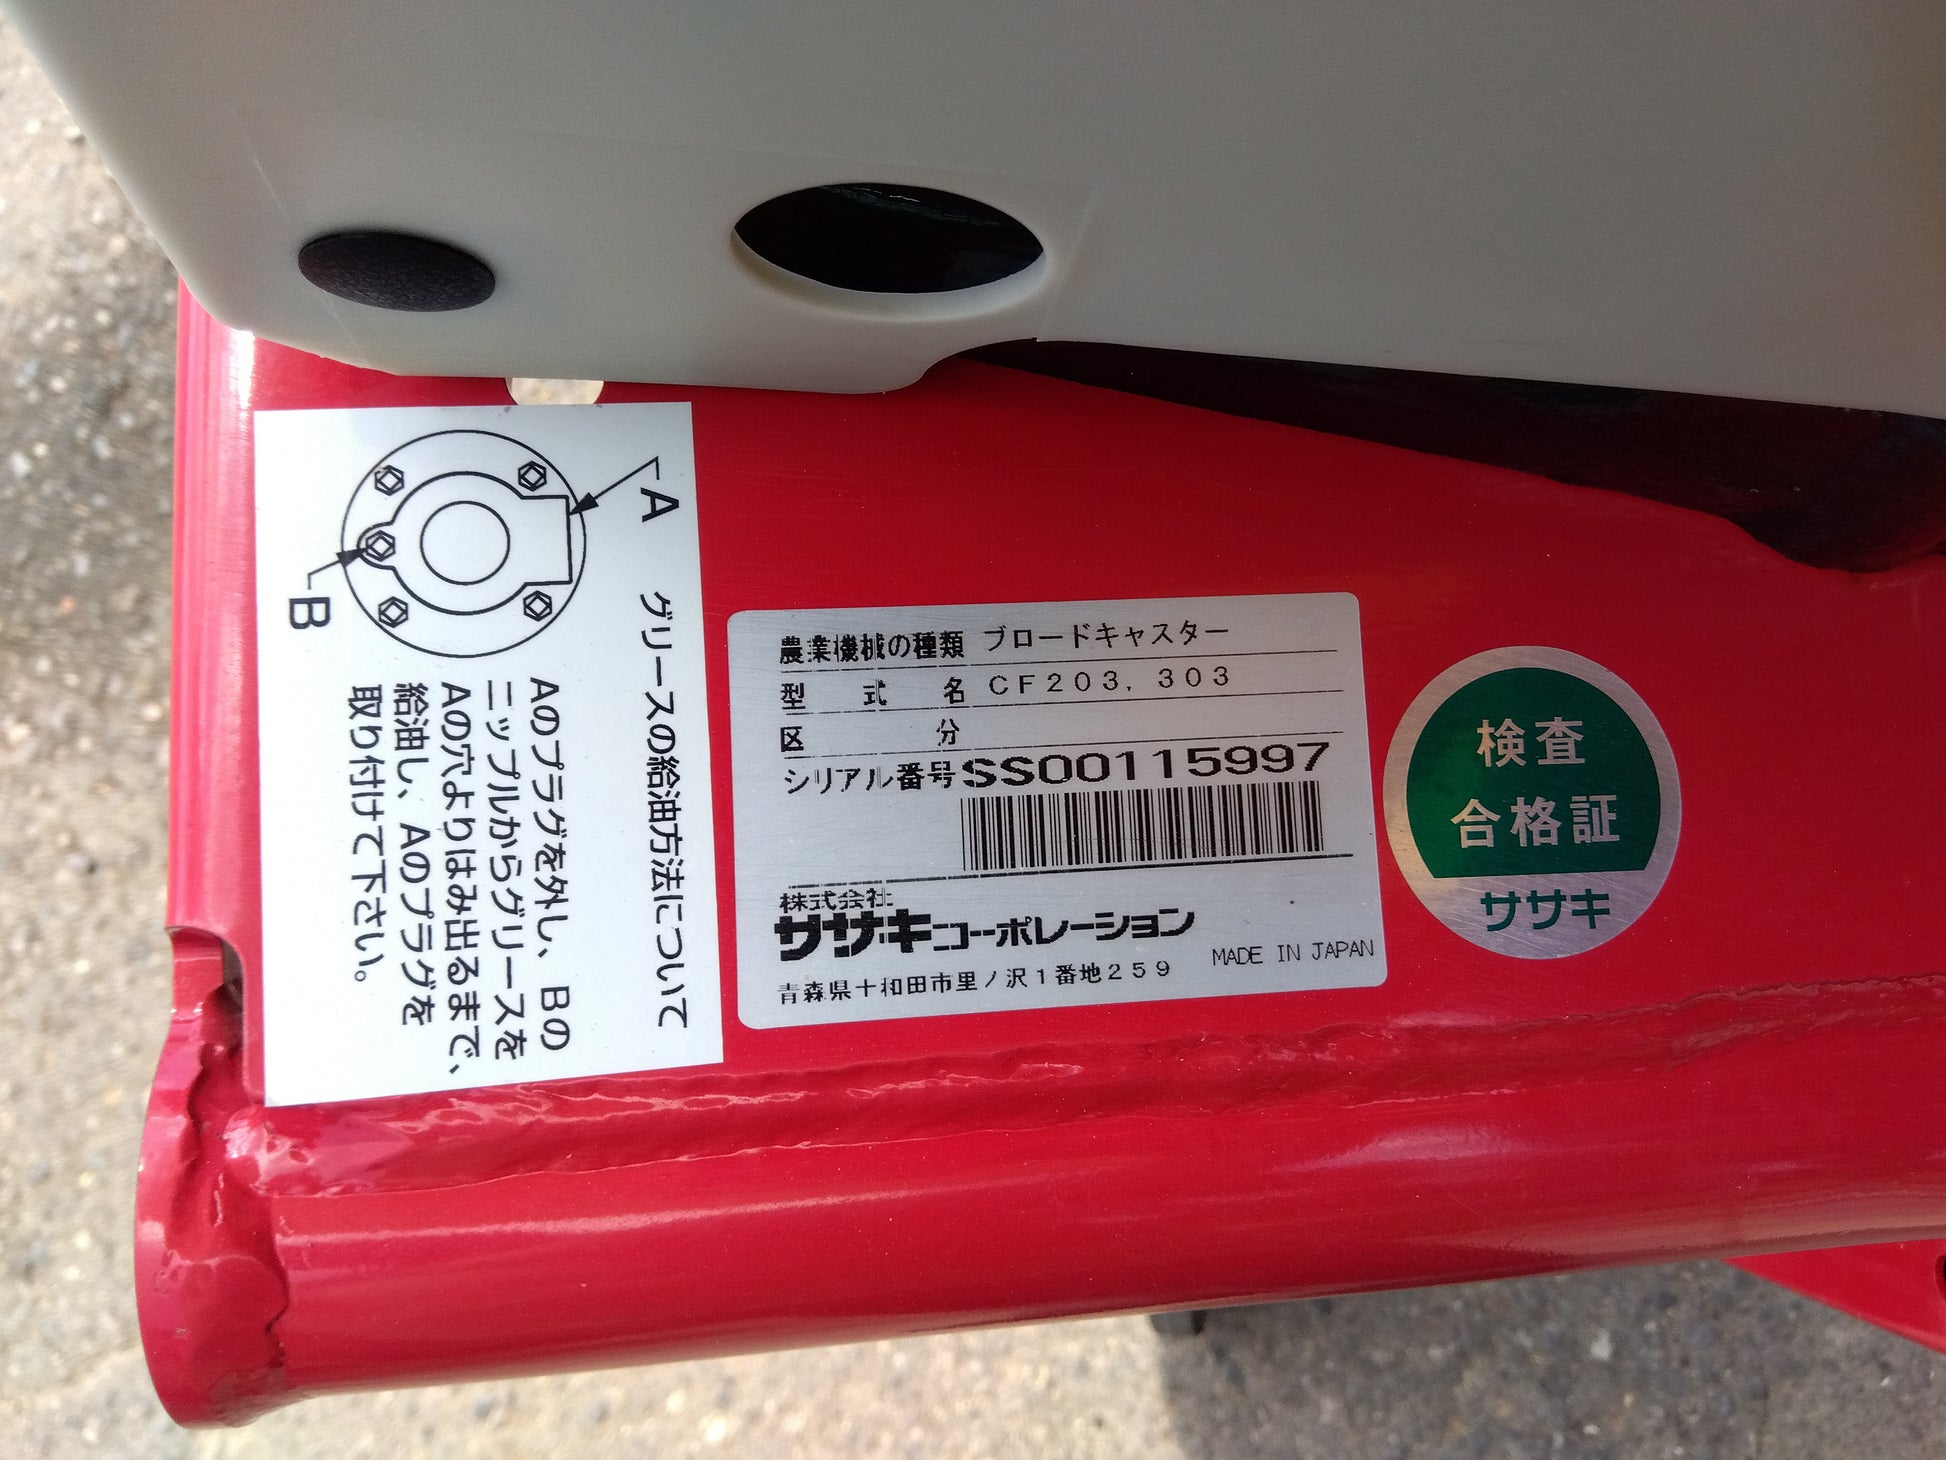 A
B
グリースの給油方法について
Aのプラグを外し、Bの
ニップルからグリースを
Aの穴よりはみ出るまで、
給油し、Aのプラグを
取り付けて下さい。
農業機械の種類 ブロードキャスター
型式名 CF203, 303
区分
シリアル番号 SS00115997
株式会社
ササキコーポレーション
MADE IN JAPAN
青森県十和田市里ノ沢1番地259
検査
合格証
ササキ